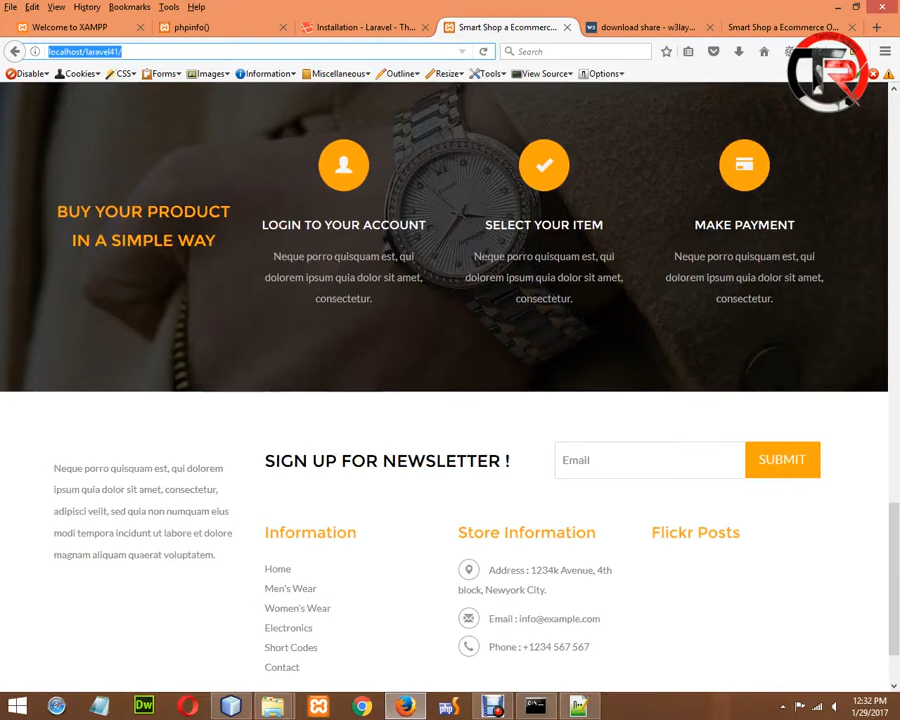 File Edit View History Bookmarks Tools Help
Welcome to XAMPP
phpinfo()
Installation - Laravel - Th...
Smart Shop a Ecommerc...
download share - w3lay...
Smart Shop a Ecommerce O...
localhost/laravel41/
Search
Disable Cookies CSS Forms Images Information Miscellaneous Outline Resize Tools View Source Options
BUY YOUR PRODUCT
IN A SIMPLE WAY
LOGIN TO YOUR ACCOUNT
Neque porro quisquam est, qui
dolorem ipsum quia dolor sit amet,
consectetur.
SELECT YOUR ITEM
Neque porro quisquam est, qui
dolorem ipsum quia dolor sit amet,
consectetur.
MAKE PAYMENT
Neque porro quisquam est, qui
dolorem ipsum quia dolor sit amet,
consectetur.
Neque porro quisquam est, qui dolorem
ipsum quia dolor sit amet, consectetur,
adipisci velit, sed quia non numquam eius
modi tempora incidunt ut labore et dolore
magnam aliquam quaerat voluptatem.
SIGN UP FOR NEWSLETTER !
Email
SUBMIT
Information
Home
Men's Wear
Women's Wear
Electronics
Short Codes
Contact
Store Information
Address : 1234k Avenue, 4th
block, Newyork City.
Email : info@example.com
Phone : +1234 567 567
Flickr Posts
Dw
12:32 PM
1/29/2017